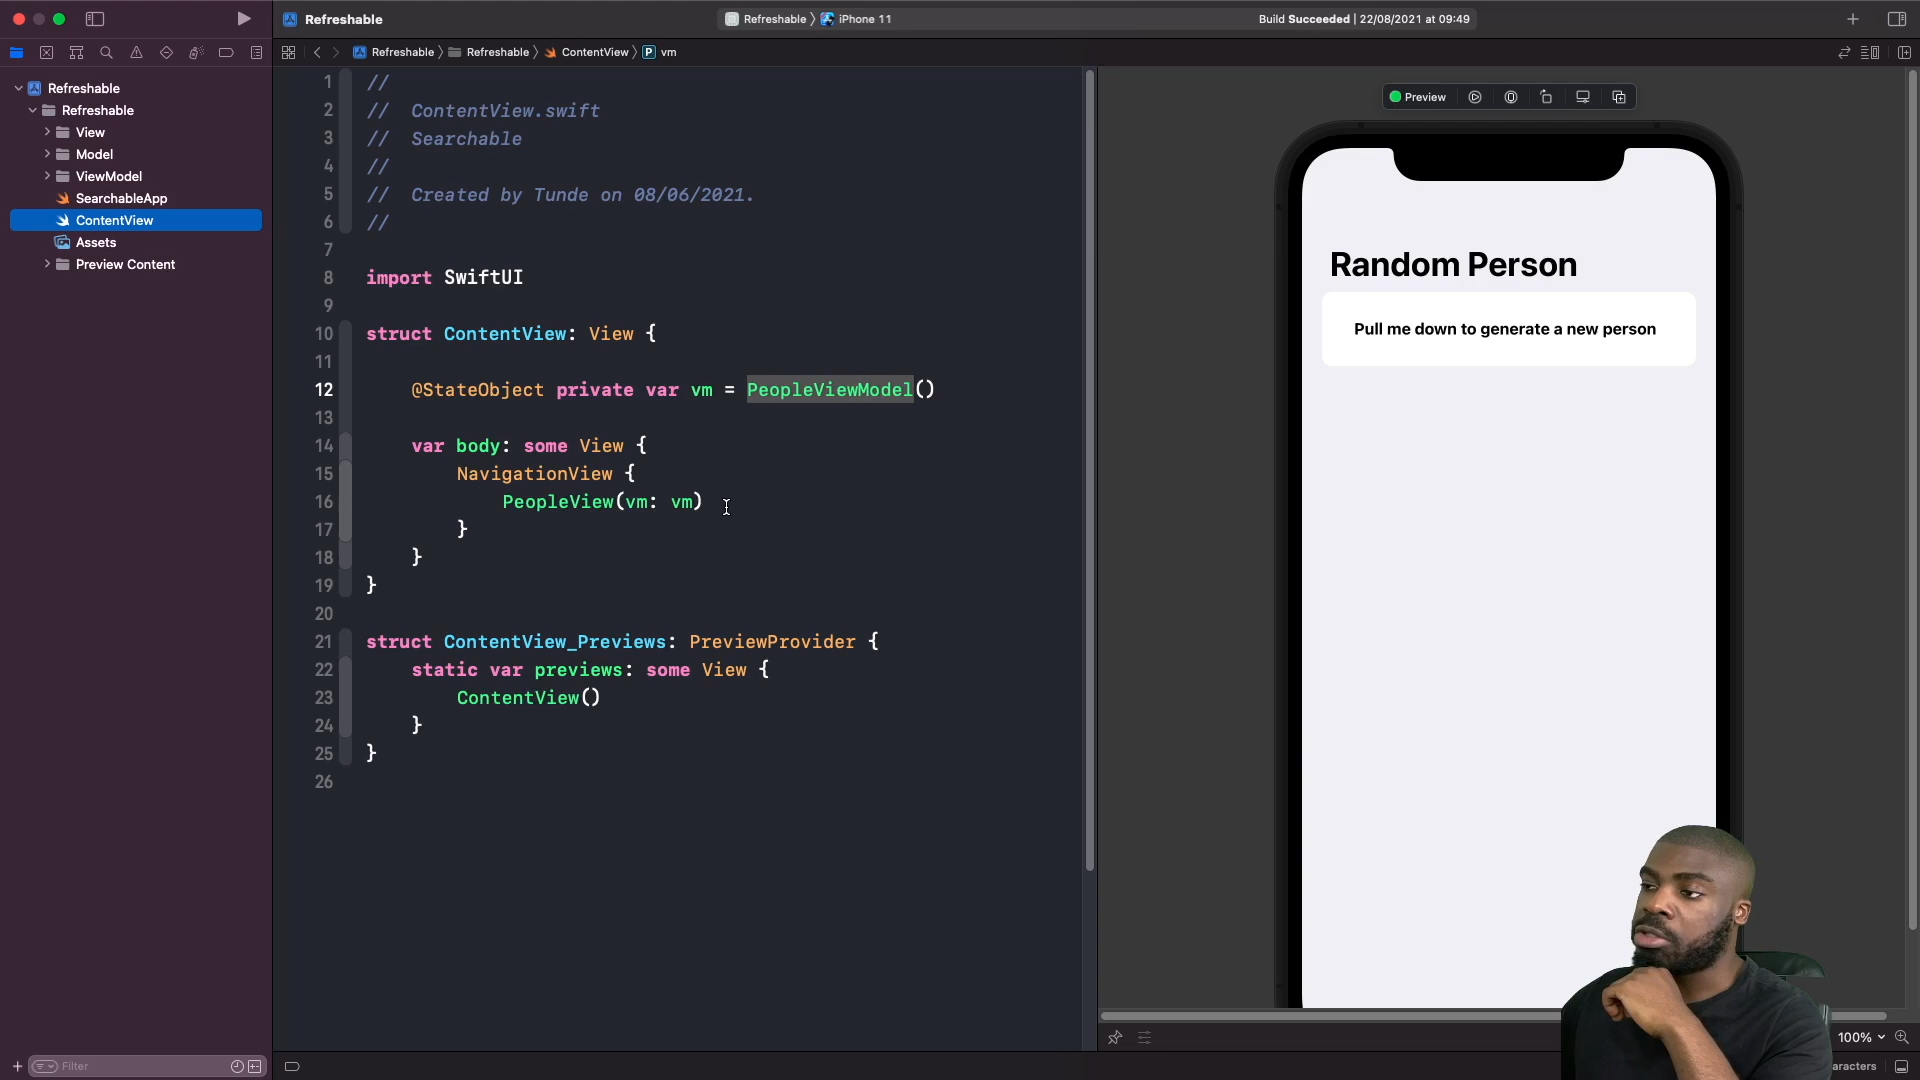 Refreshable
Refreshable
iPhone 11
Build Succeeded | 22/08/2021 at 09:49
Refreshable
Refreshable
ContentView
P
vm
Refreshable
Refreshable
View
Model
ViewModel
SearchableApp
ContentView
Assets
Preview Content
Filter
1 //
2 //  ContentView.swift
3 //  Searchable
4 //
5 //  Created by Tunde on 08/06/2021.
6 //
7
8 import SwiftUI
9
10 struct ContentView: View {
11
12     @StateObject private var vm = PeopleViewModel()
13
14     var body: some View {
15         NavigationView {
16             PeopleView(vm: vm)
17         }
18     }
19 }
20
21 struct ContentView_Previews: PreviewProvider {
22     static var previews: some View {
23         ContentView()
24     }
25 }
26
Preview
Random Person
Pull me down to generate a new person
100%
aracters